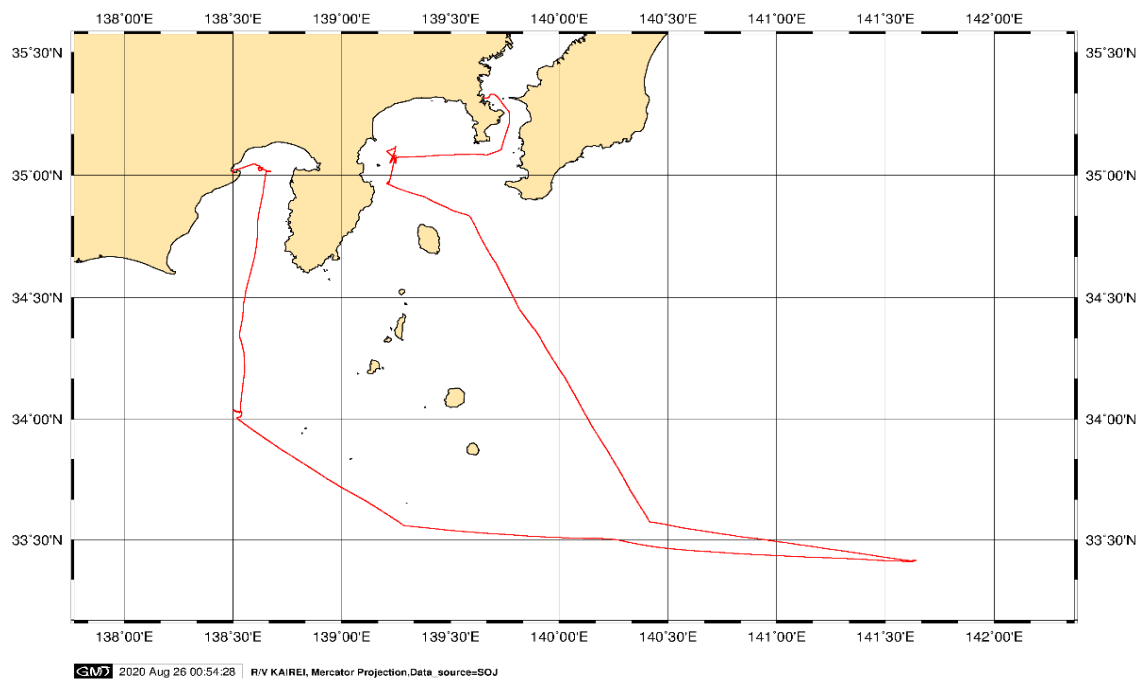 138°00'E 138°30'E 139°00'E 139°30'E 140°00'E 140°30'E 141°00'E 141°30'E 142°00'E
35°30'N 35°30'N
35°00'N 35°00'N
34°30'N 34°30'N
34°00'N 34°00'N
33°30'N 33°30'N
138°00'E 138°30'E 139°00'E 139°30'E 140°00'E 140°30'E 141°00'E 141°30'E 142°00'E
GMT 2020 Aug 26 00:54:28 R/V KAIREI, Mercator Projection,Data_source=SOJ